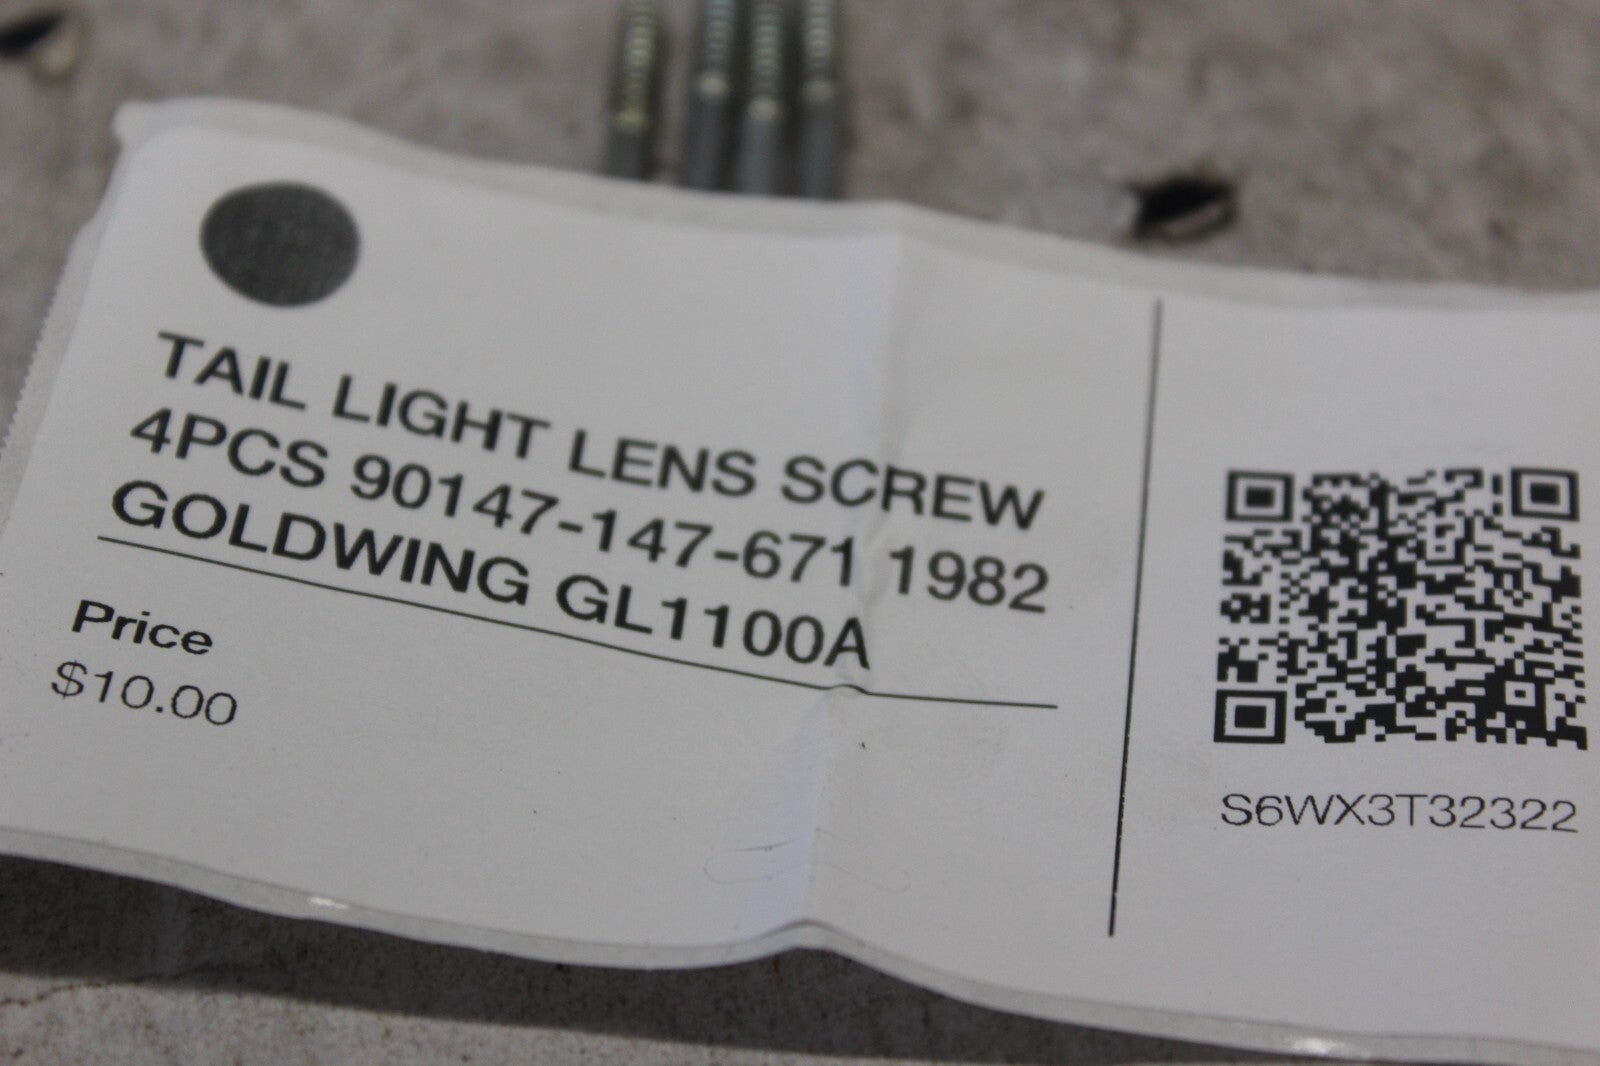 TAIL LIGHT LENS SCREW
4PCS 90147-147-671 1982
GOLDWING GL1100A
Price
$10.00
S6WX3T32322